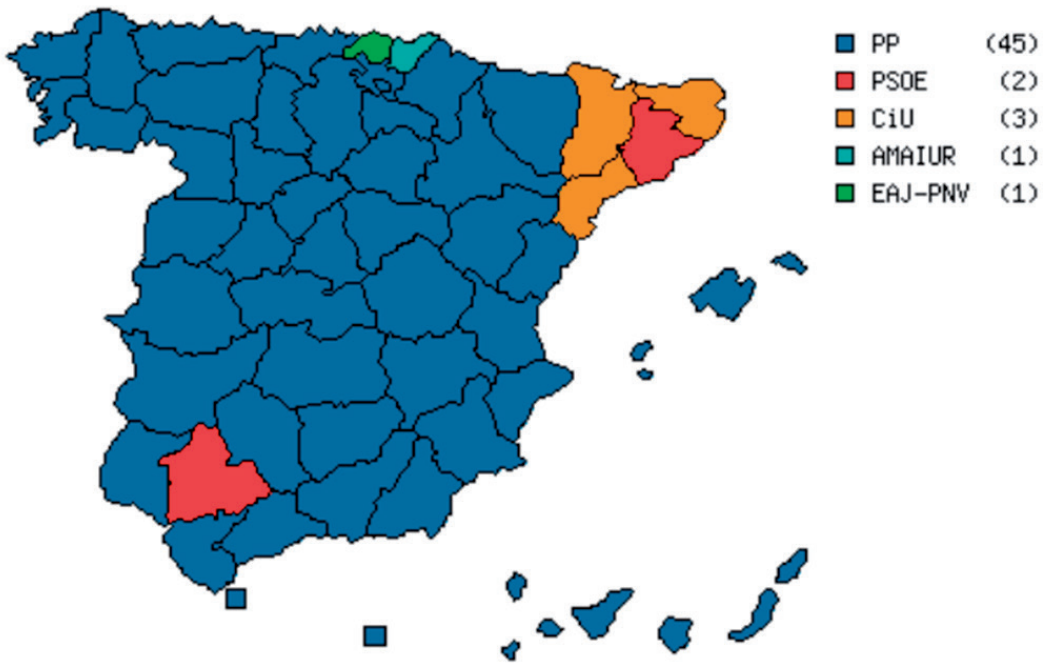 PP (45)
PSOE (2)
CiU (3)
AMAIUR (1)
EAJ-PNV (1)